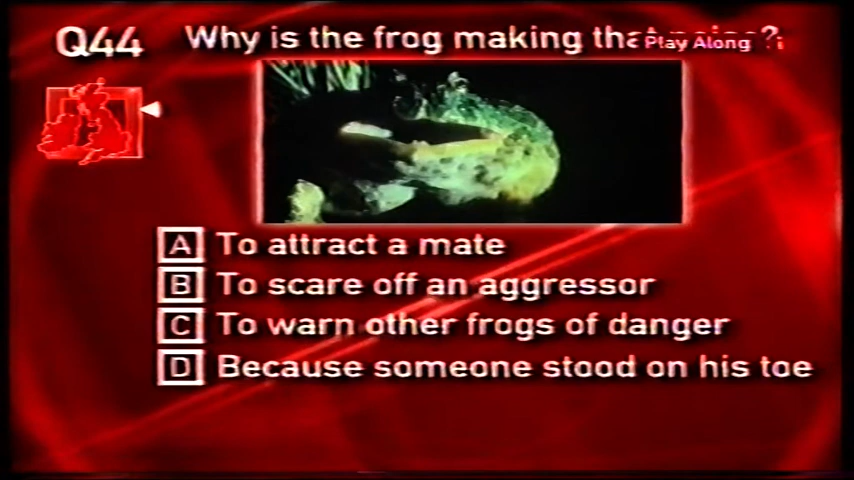 Q44 Why is the frog making that
Play Along
A To attract a mate
B To scare off an aggressor
C To warn other frogs of danger
D Because someone stood on his toe